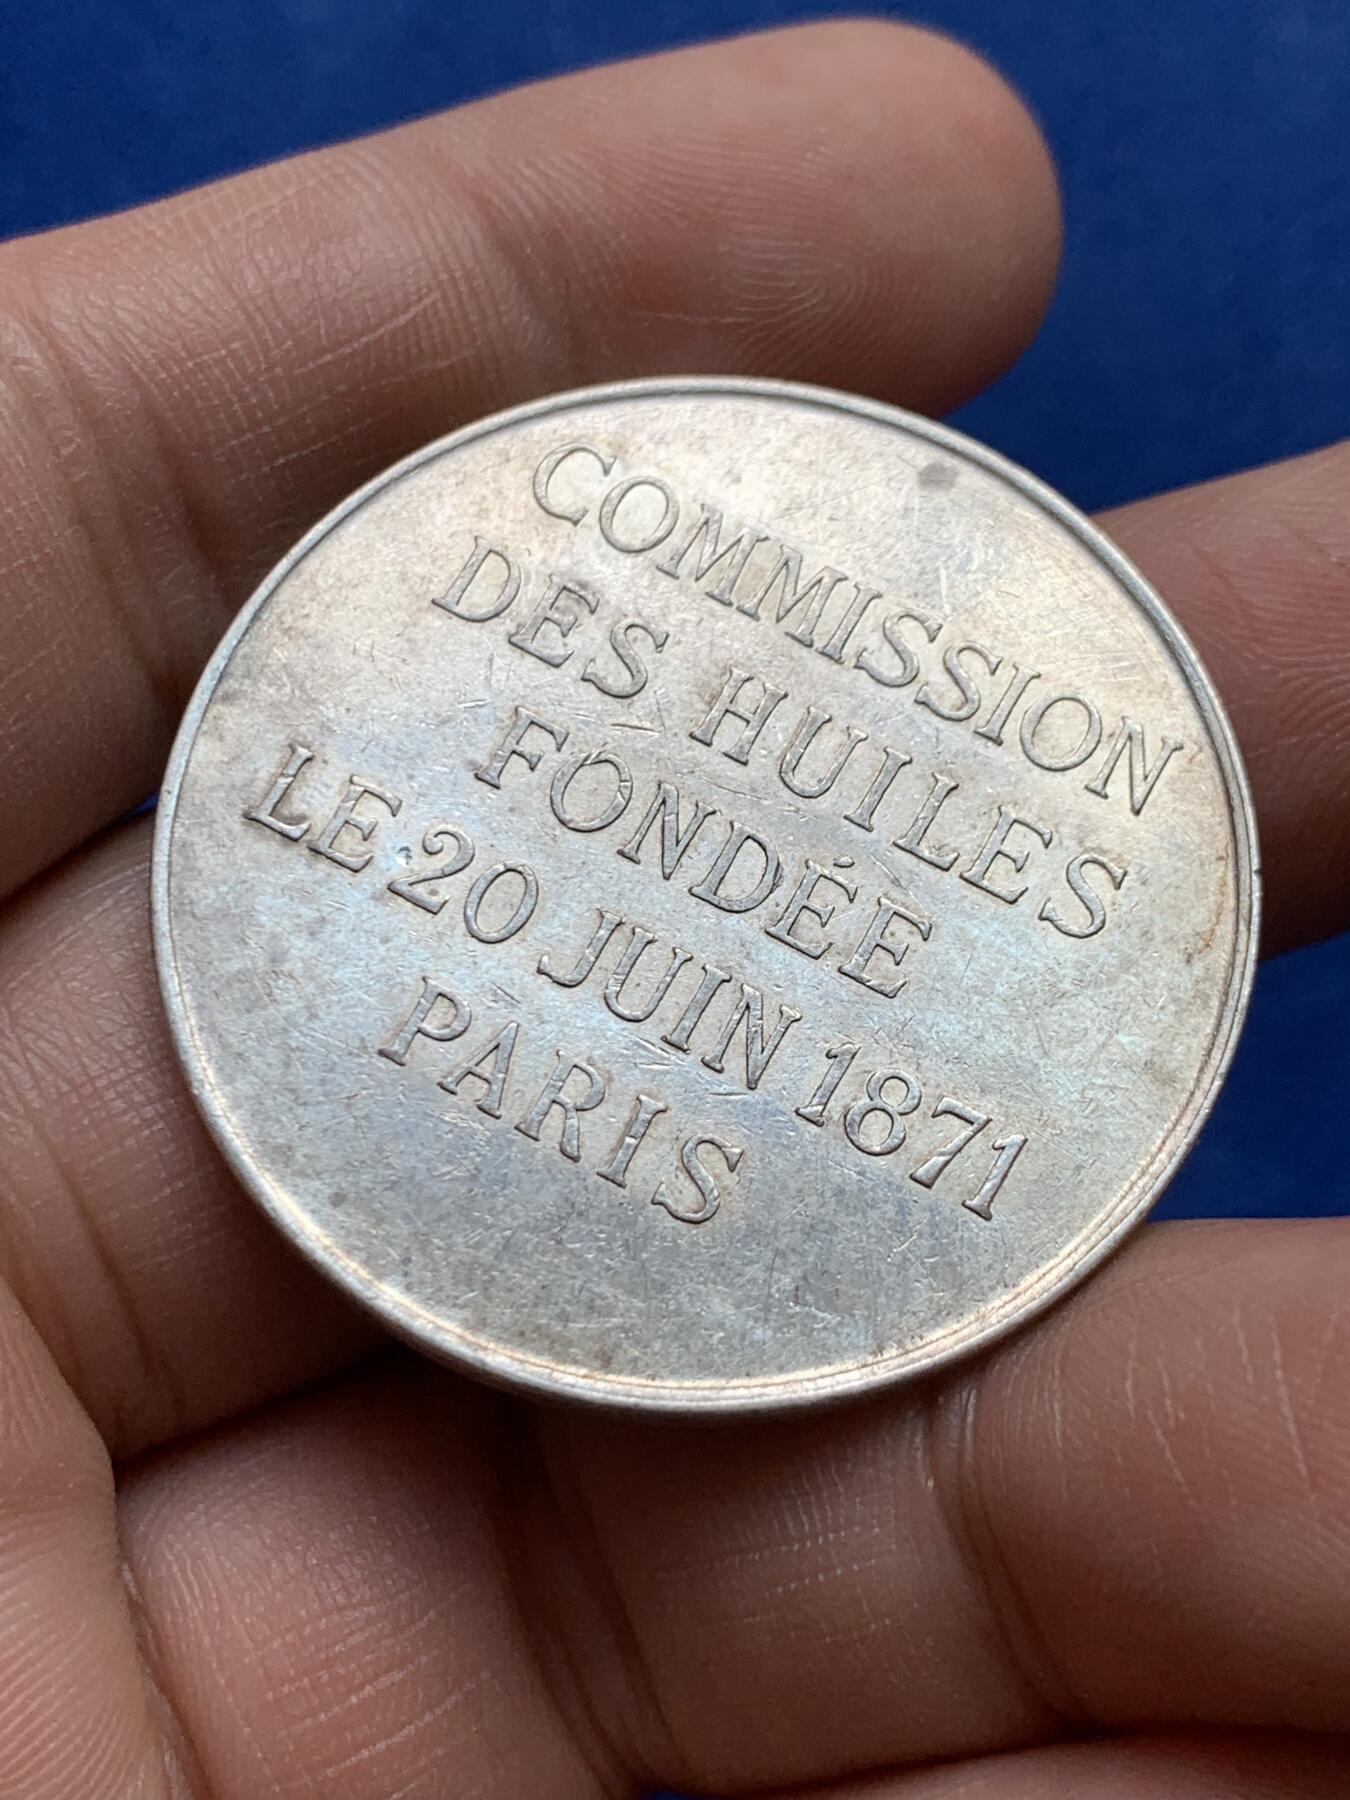 COMMISSION
DES HUILES
FONDÉE
LE 20 JUIN 1871
PARIS